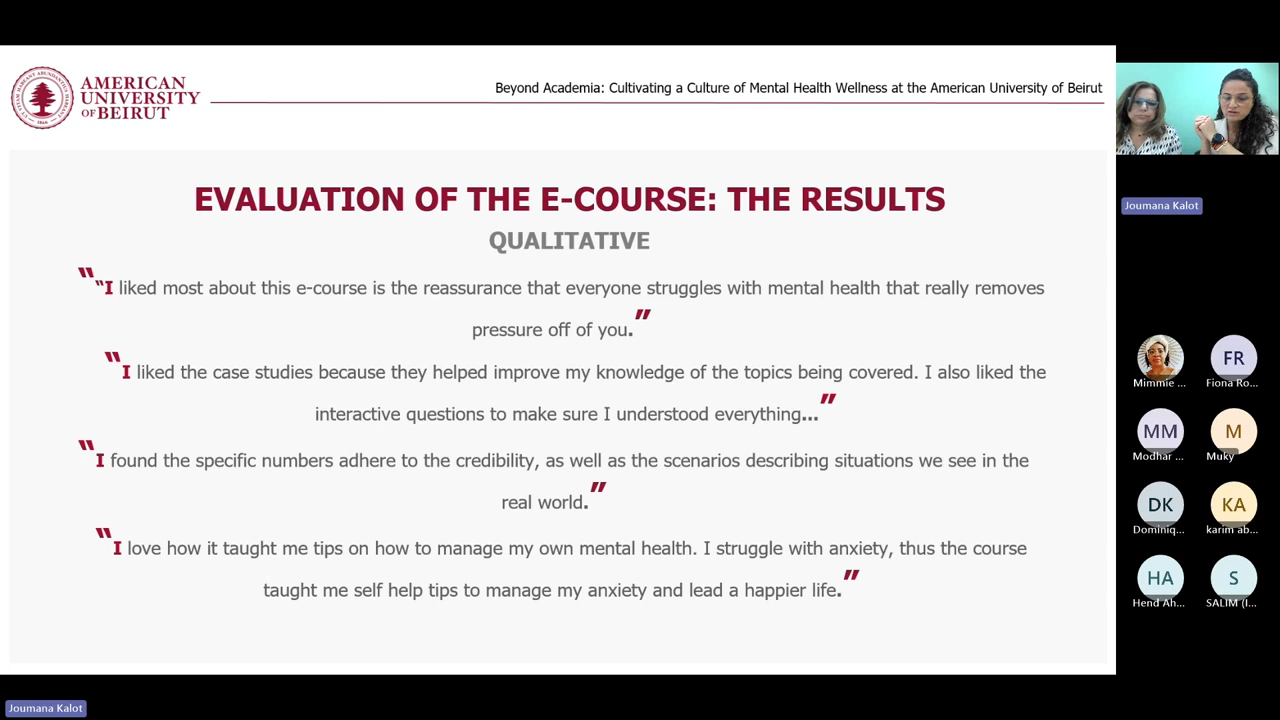 AMERICAN
UNIVERSITY
OF BEIRUT
Beyond Academia: Cultivating a Culture of Mental Health Wellness at the American University of Beirut
EVALUATION OF THE E-COURSE: THE RESULTS
QUALITATIVE
"“I liked most about this e-course is the reassurance that everyone struggles with mental health that really removes
pressure off of you."
"I liked the case studies because they helped improve my knowledge of the topics being covered. I also liked the
interactive questions to make sure I understood everything..."
"I found the specific numbers adhere to the credibility, as well as the scenarios describing situations we see in the
real world."
"I love how it taught me tips on how to manage my own mental health. I struggle with anxiety, thus the course
taught me self help tips to manage my anxiety and lead a happier life."
Joumana Kalot
FR
Mimmie ...
Fiona Ro...
MM
M
Modhar ...
Muky
DK
KA
Dominiq...
karim ab...
HA
S
Hend Ah...
SALIM (I...
Joumana Kalot